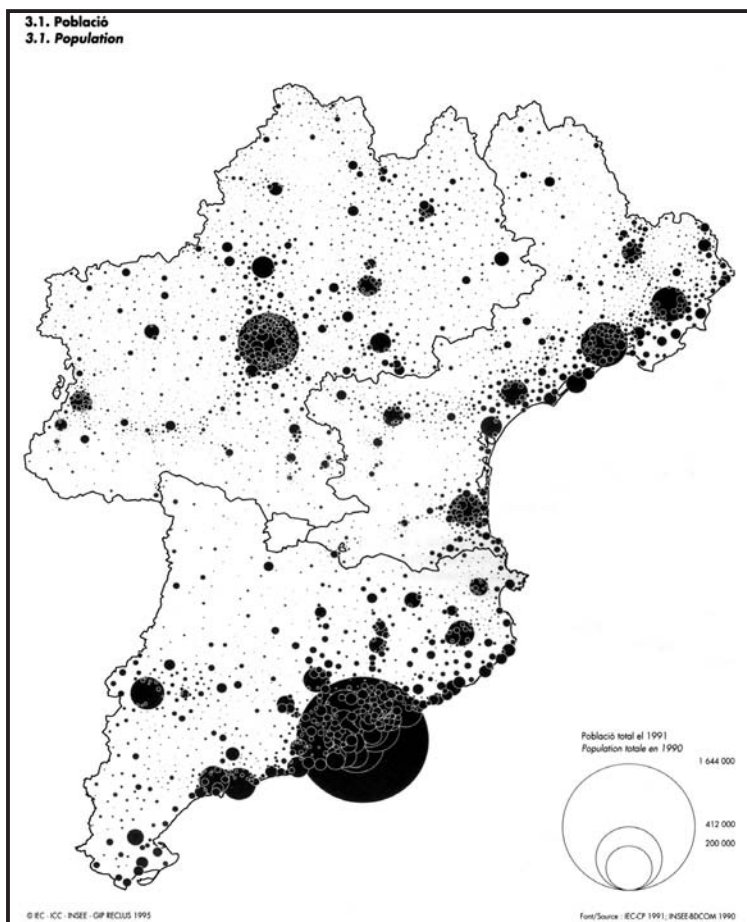 3.1. Població
3.1. Population
Població total el 1991
Population totale en 1990
1 644 000
412 000
200 000
© IEC - ICC - INSEE - GIP RECLUS 1995
Font/Source : IEC-CP 1991; INSEE-BDCOM 1990